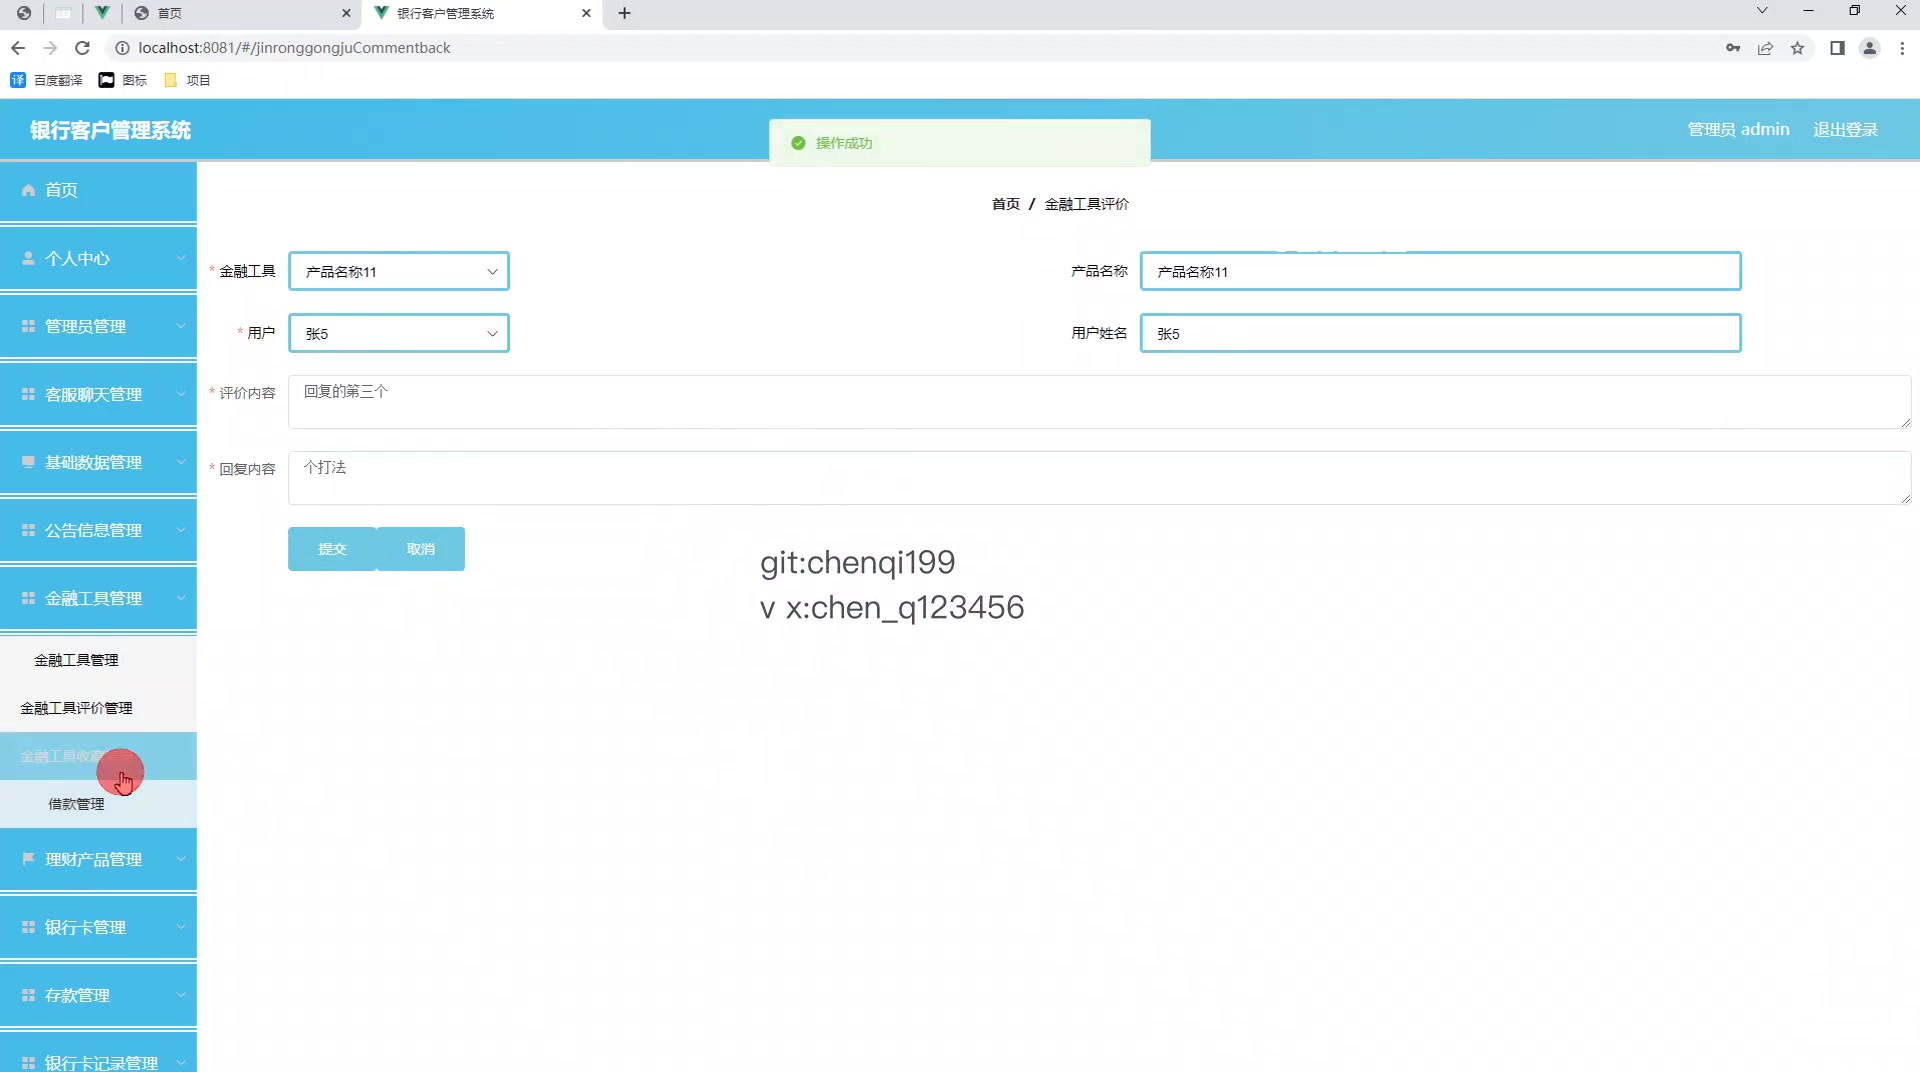 首页
银行客户管理系统
localhost:8081/#/jinronggongjuCommentback
百度翻译 图标 项目
银行客户管理系统
操作成功
管理员 admin 退出登录
首页
个人中心
管理员管理
客服聊天管理
基础数据管理
公告信息管理
金融工具管理
金融工具管理
金融工具评价管理
金融工具收藏
借款管理
理财产品管理
银行卡管理
存款管理
银行卡记录管理
首页 / 金融工具评价
* 金融工具 产品名称11
产品名称 产品名称11
* 用户 张5
用户姓名 张5
* 评价内容 回复的第三个
* 回复内容 个打法
提交 取消
git:chenqi199
v x:chen_q123456